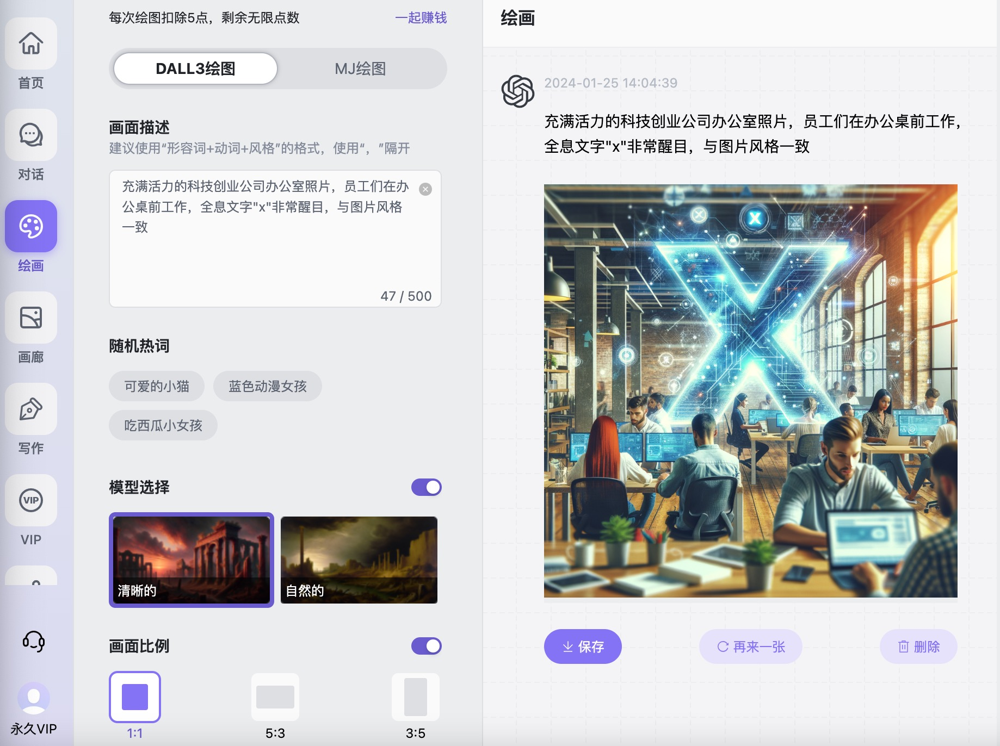 首页
对话
绘画
画廊
写作
VIP
VIP
永久VIP
每次绘图扣除5点，剩余无限点数
一起赚钱
DALL3绘图
MJ绘图
画面描述
建议使用“形容词+动词+风格”的格式，使用“，”隔开
充满活力的科技创业公司办公室照片，员工们在办
公桌前工作，全息文字"x"非常醒目，与图片风格
一致
47 / 500
随机热词
可爱的小猫
蓝色动漫女孩
吃西瓜小女孩
模型选择
清晰的
自然的
画面比例
1:1
5:3
3:5
绘画
2024-01-25 14:04:39
充满活力的科技创业公司办公室照片，员工们在办公桌前工作，
全息文字"x"非常醒目，与图片风格一致
X
X
保存
再来一张
删除